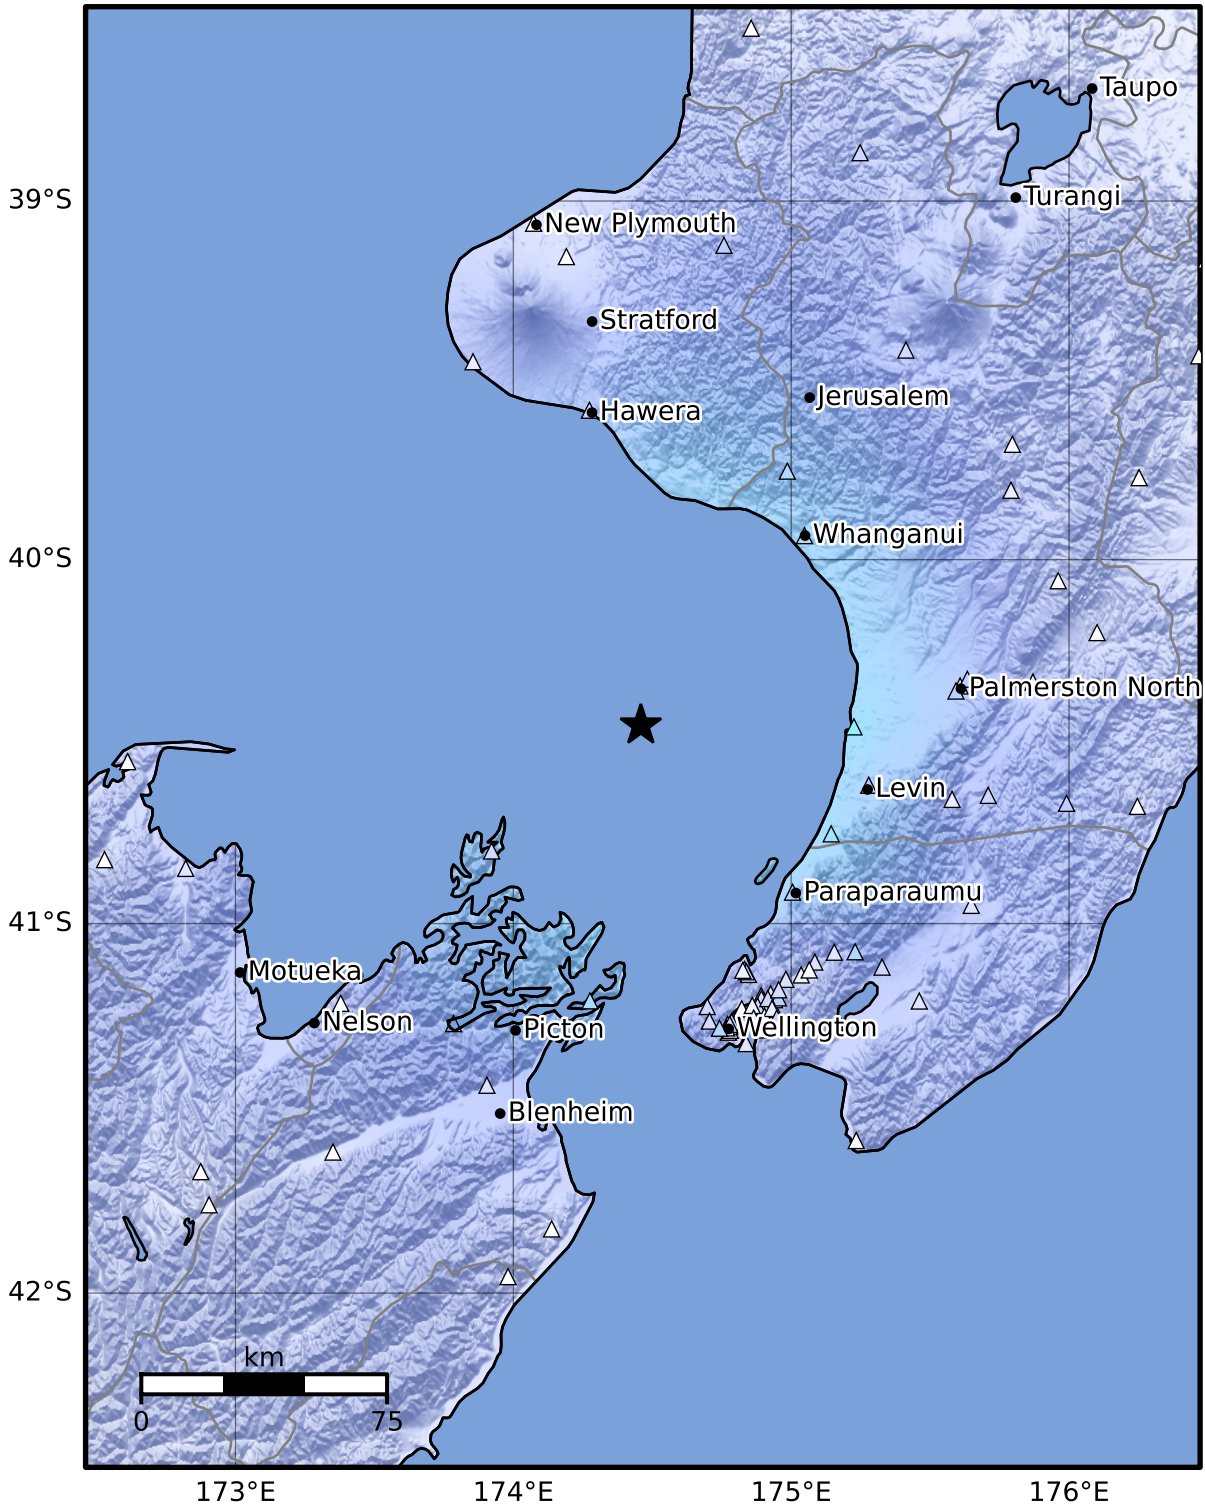 Taupo
39°S
Turangi
New Plymouth
Stratford
Jerusalem
Hawera
Whanganui
40°S
Palmerston North
Levin
Paraparaumu
41°S
Motueka
Nelson
Picton
Wellington
Blenheim
42°S
km
0
75
173°E
174°E
175°E
176°E